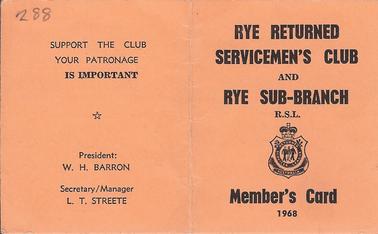 288
SUPPORT THE CLUB
YOUR PATRONAGE
IS IMPORTANT
President:
W. H. BARRON
Secretary/Manager
L. T. STREETE
RYE RETURNED
SERVICEMEN'S CLUB
AND
RYE SUB-BRANCH
R.S.L.
Member's Card
1968